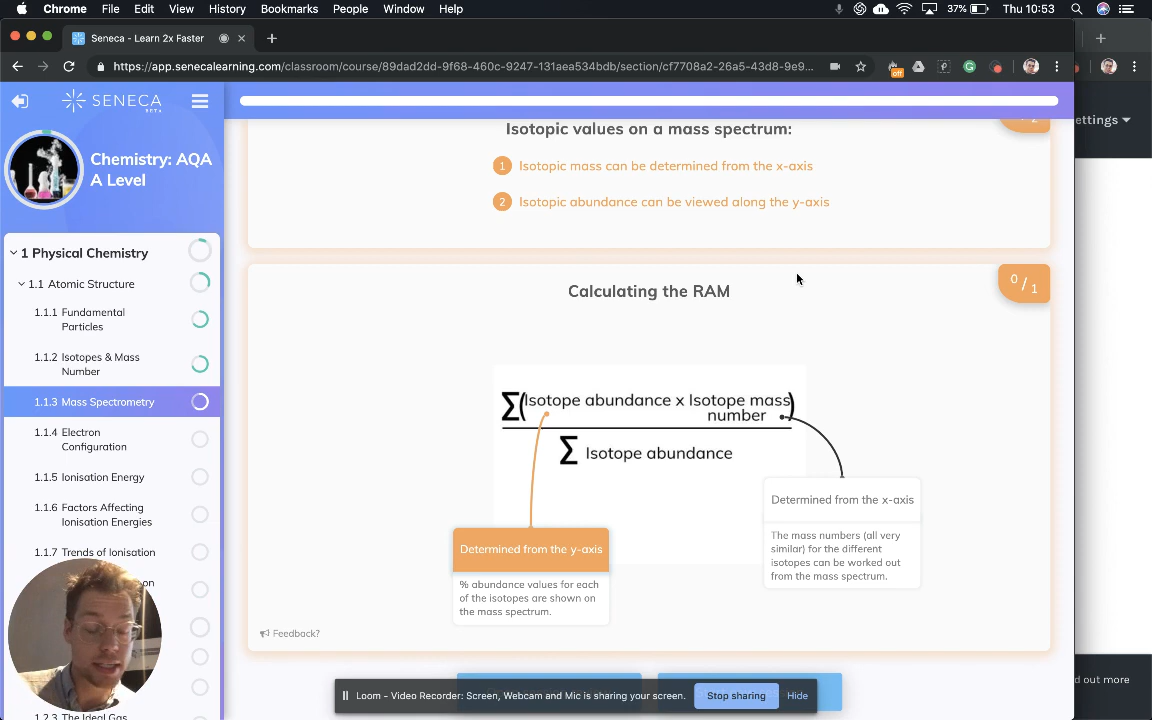 Chrome File Edit View History Bookmarks People Window Help
37% Thu 10:53
Seneca - Learn 2x Faster
https://app.senecalearning.com/classroom/course/89dad2dd-9f68-460c-9247-131aea534bdb/section/cf7708a2-26a5-43d8-9e9...
off
SENECA
BETA
ettings
Chemistry: AQA
A Level
1 Physical Chemistry
1.1 Atomic Structure
1.1.1 Fundamental
Particles
1.1.2 Isotopes & Mass
Number
1.1.3 Mass Spectrometry
1.1.4 Electron
Configuration
1.1.5 Ionisation Energy
1.1.6 Factors Affecting
Ionisation Energies
1.1.7 Trends of Ionisation
on
1.2.3 The Ideal Gas
Isotopic values on a mass spectrum:
1 Isotopic mass can be determined from the x-axis
2 Isotopic abundance can be viewed along the y-axis
Calculating the RAM
0 / 1
∑(Isotope abundance x Isotope mass
number)
∑ Isotope abundance
Determined from the x-axis
The mass numbers (all very
similar) for the different
isotopes can be worked out
from the mass spectrum.
Determined from the y-axis
% abundance values for each
of the isotopes are shown on
the mass spectrum.
Feedback?
Loom - Video Recorder: Screen, Webcam and Mic is sharing your screen. Stop sharing Hide
d out more